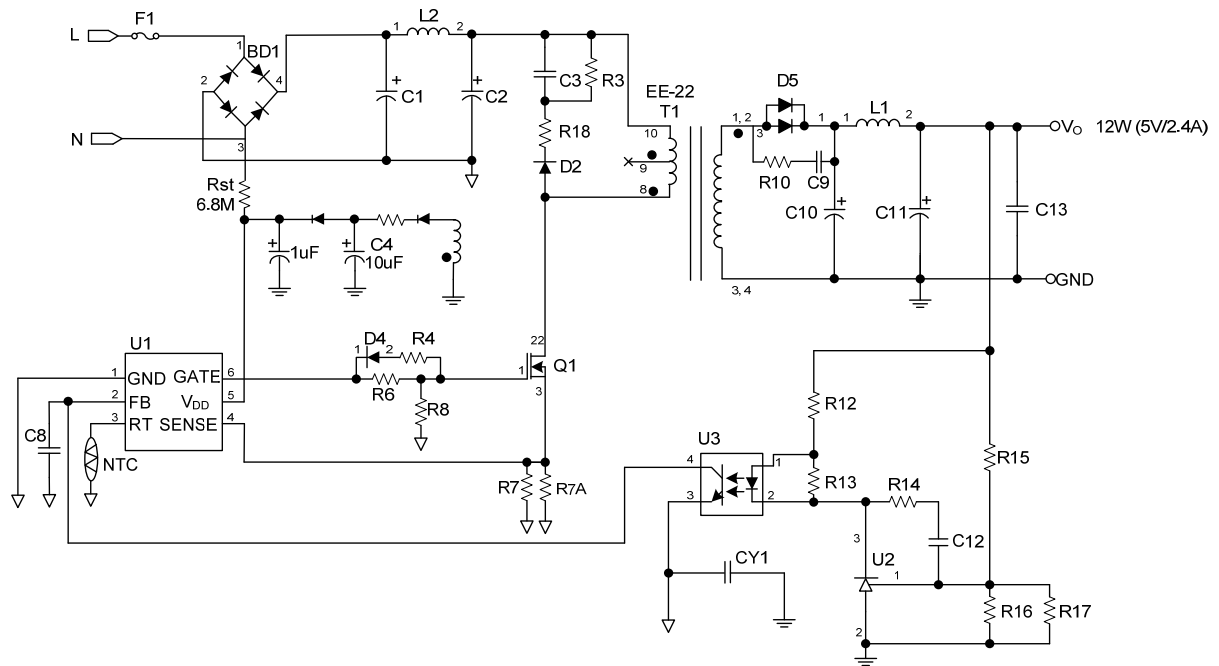 L
F1
BD1
1
2
4
3
N
L2
1
2
C1
C2
C3
R3
R18
D2
EE-22
T1
10
9
8
1, 2
3
3, 4
D5
R10
C9
1
L1
1
2
C10
C11
C13
VO 12W (5V/2.4A)
GND
Rst
6.8M
1uF
C4
10uF
U1
1 GND GATE 6
2 FB VDD 5
3 RT SENSE 4
C8
NTC
D4
1
2
R4
R6
R8
22
1
3
Q1
R7
R7A
U3
4
3
1
2
R12
R13
R14
R15
C12
CY1
U2
3
1
2
R16
R17